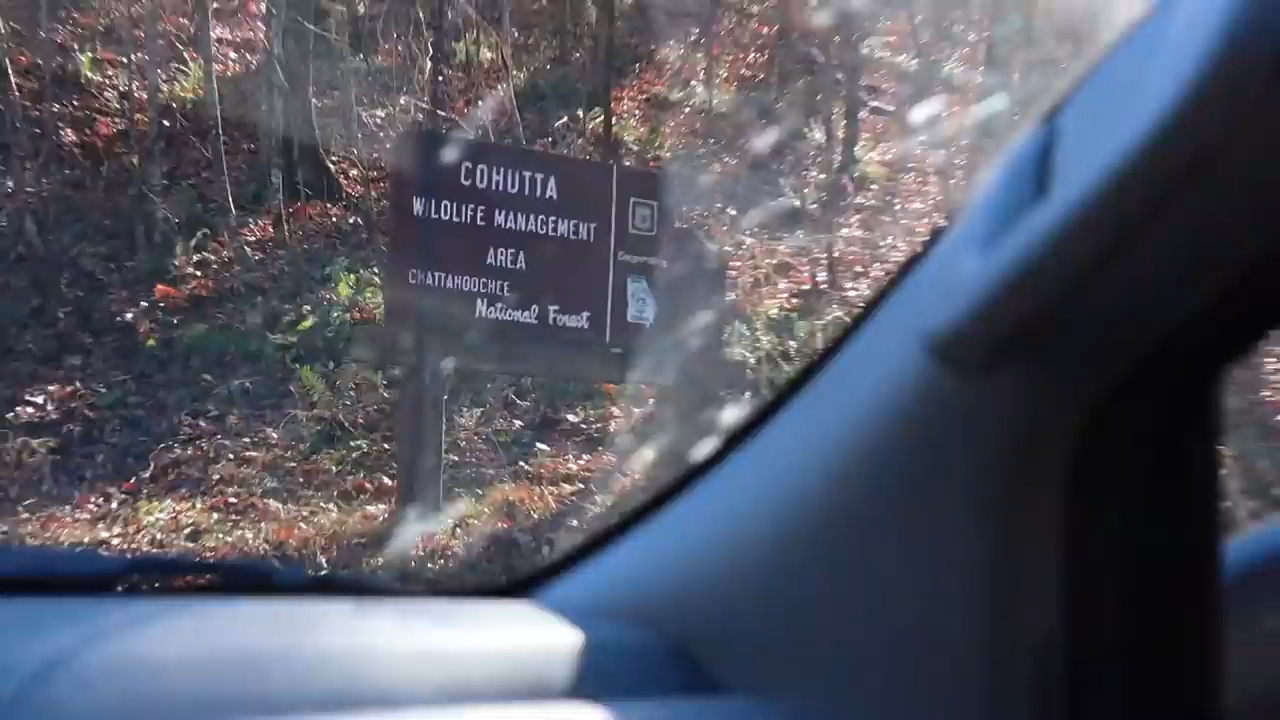 COHUTTA
WILDLIFE MANAGEMENT
AREA
CHATTAHOOCHEE
National Forest